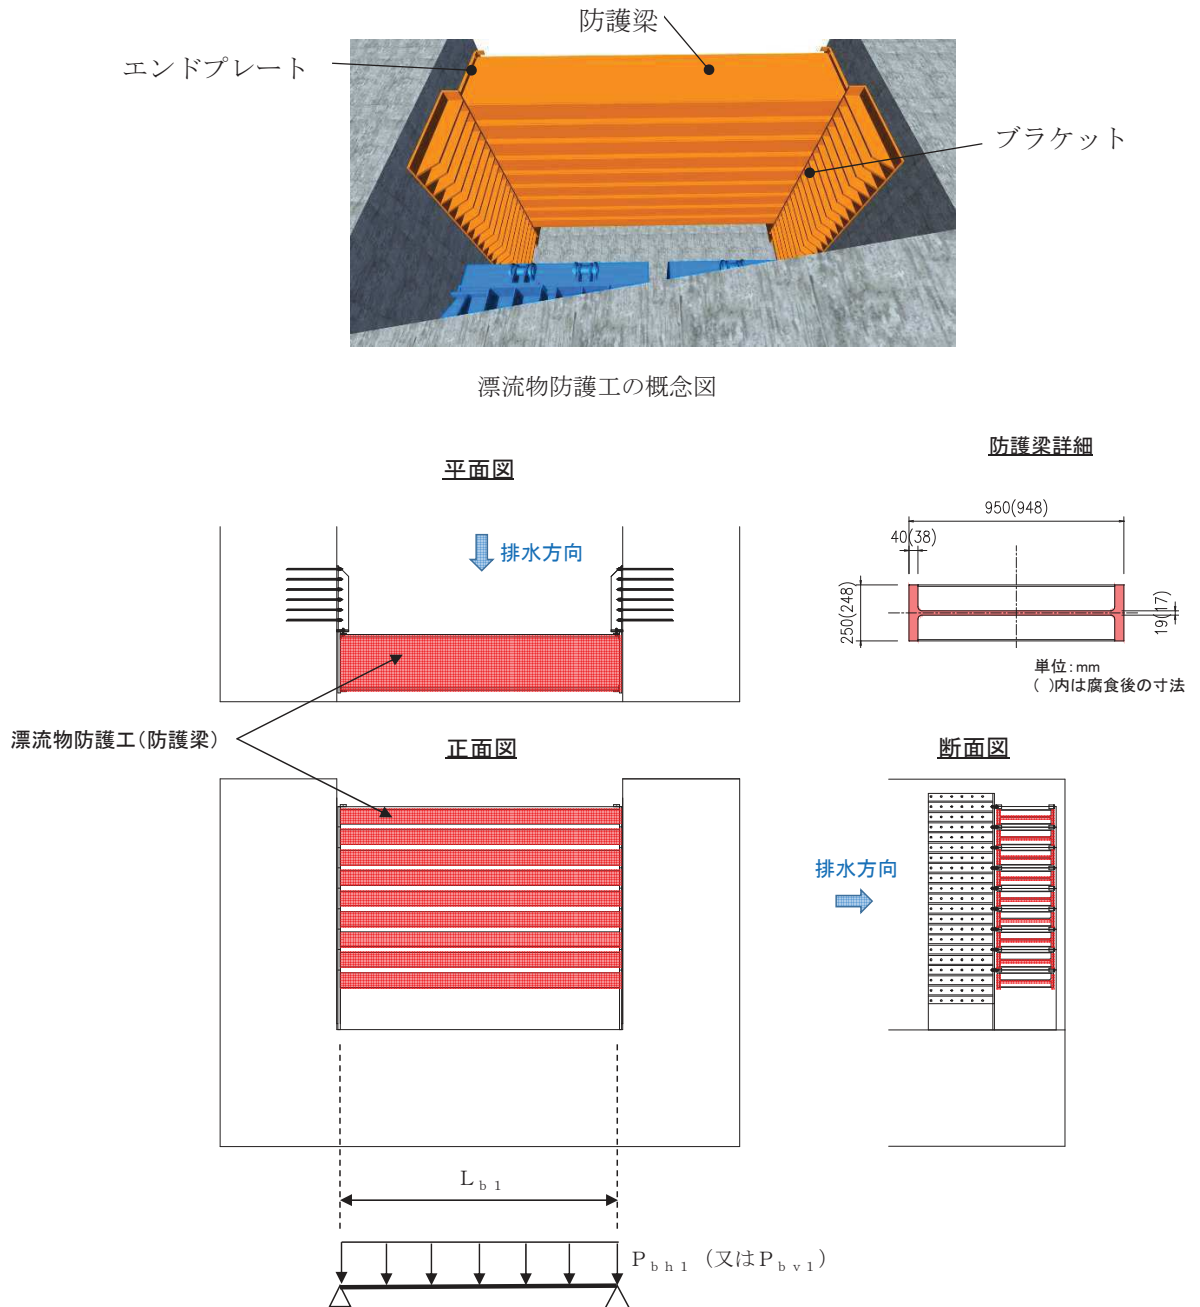 防護梁
エンドプレート
ブラケット
漂流物防護工の概念図
防護梁詳細
平面図
950(948)
40(38)
排水方向
250(248)
19(17)
単位:mm
( )内は腐食後の寸法
漂流物防護工(防護梁)
正面図
断面図
排水方向
Lb1
Pbh1 (又はPbv1)